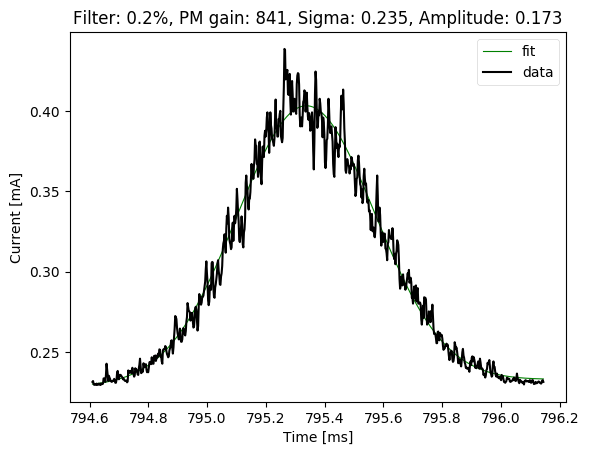 Filter: 0.2%, PM gain: 841, Sigma: 0.235, Amplitude: 0.173
fit
data
0.40
0.35
0.30
0.25
Current [mA]
794.6 794.8 795.0 795.2 795.4 795.6 795.8 796.0 796.2
Time [ms]